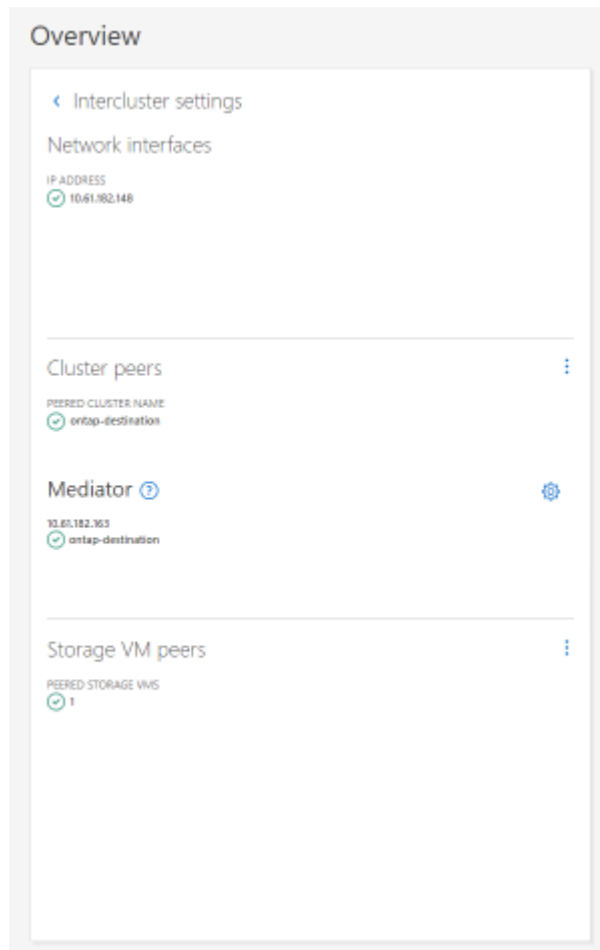 Overview
Intercluster settings
Network interfaces
IP ADDRESS
10.61.182.148
Cluster peers
PEERED CLUSTER NAME
ontap-destination
Mediator
10.61.182.163
ontap-destination
Storage VM peers
PEERED STORAGE VMS
1